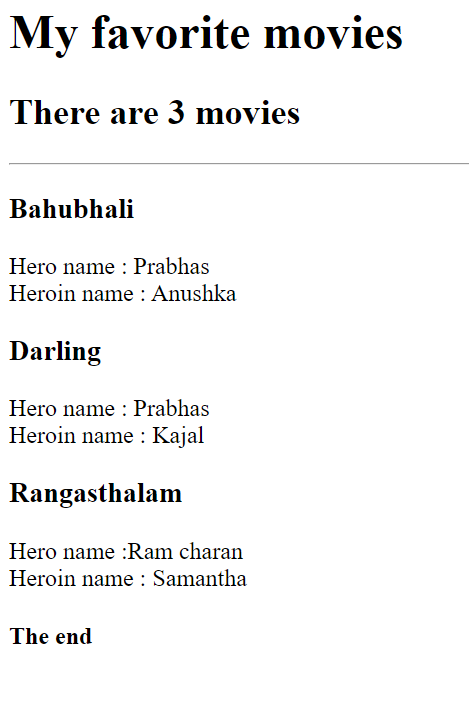 My favorite movies
There are 3 movies
Bahubhali
Hero name : Prabhas
Heroin name : Anushka
Darling
Hero name : Prabhas
Heroin name : Kajal
Rangasthalam
Hero name :Ram charan
Heroin name : Samantha
The end